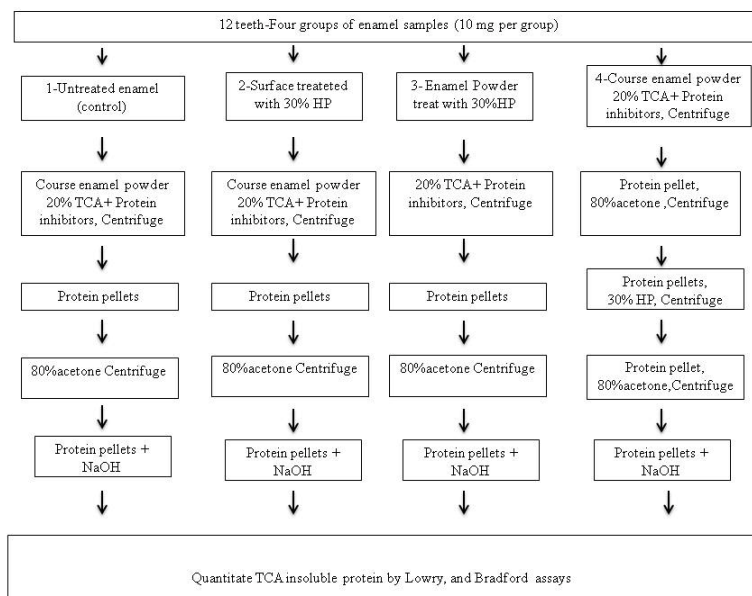 12 teeth-Four groups of enamel samples (10 mg per group)
1-Untreated enamel
(control)
Course enamel powder
20% TCA+ Protein
inhibitors, Centrifuge
Protein pellets
80%acetone Centrifuge
Protein pellets +
NaOH
2-Surface treateted
with 30% HP
Course enamel powder
20% TCA+ Protein
inhibitors, Centrifuge
Protein pellets
80%acetone Centrifuge
Protein pellets +
NaOH
3- Enamel Powder
treat with 30%HP
20% TCA+ Protein
inhibitors, Centrifuge
Protein pellets
80%acetone Centrifuge
Protein pellets +
NaOH
4-Course enamel powder
20% TCA+ Protein
inhibitors, Centrifuge
Protein pellet,
80%acetone ,Centrifuge
Protein pellets,
30% HP, Centrifuge
Protein pellet,
80%acetone,Centrifuge
Protein pellets +
NaOH
Quantitate TCA insoluble protein by Lowry, and Bradford assays